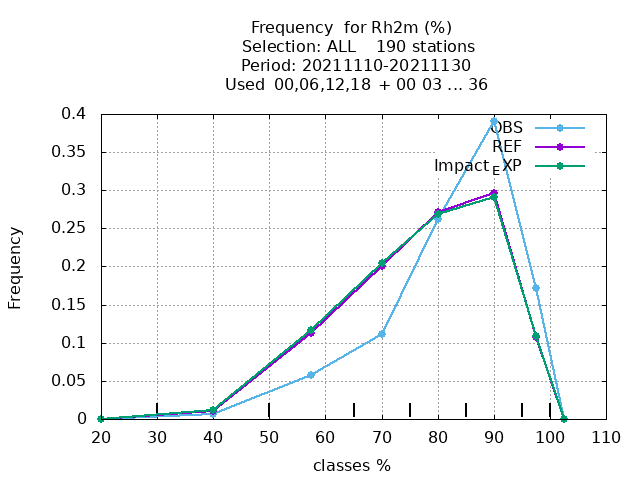 Frequency for Rh2m (%)
Selection: ALL 190 stations
Period: 20211110-20211130
Used 00,06,12,18 + 00 03 ... 36
0.4
0.35
0.3
0.25
0.2
0.15
0.1
0.05
0
Frequency
OBS
REF
Impact_EXP
20 30 40 50 60 70 80 90 100 110
classes %